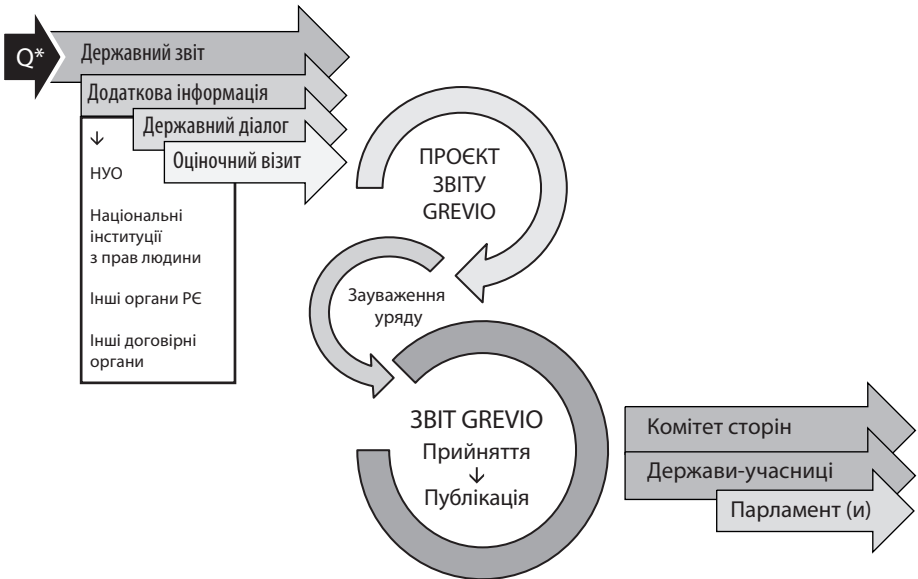 Q*
Державний звіт
Додаткова інформація
Державний діалог
Оціночний візит
↓
НУО
Національні
інституції
з прав людини
Інші органи РЄ
Інші договірні
органи
ПРОЄКТ
ЗВІТУ
GREVIO
Зауваження
уряду
ЗВІТ GREVIO
Прийняття
↓
Публікація
Комітет сторін
Держави-учасниці
Парламент (и)